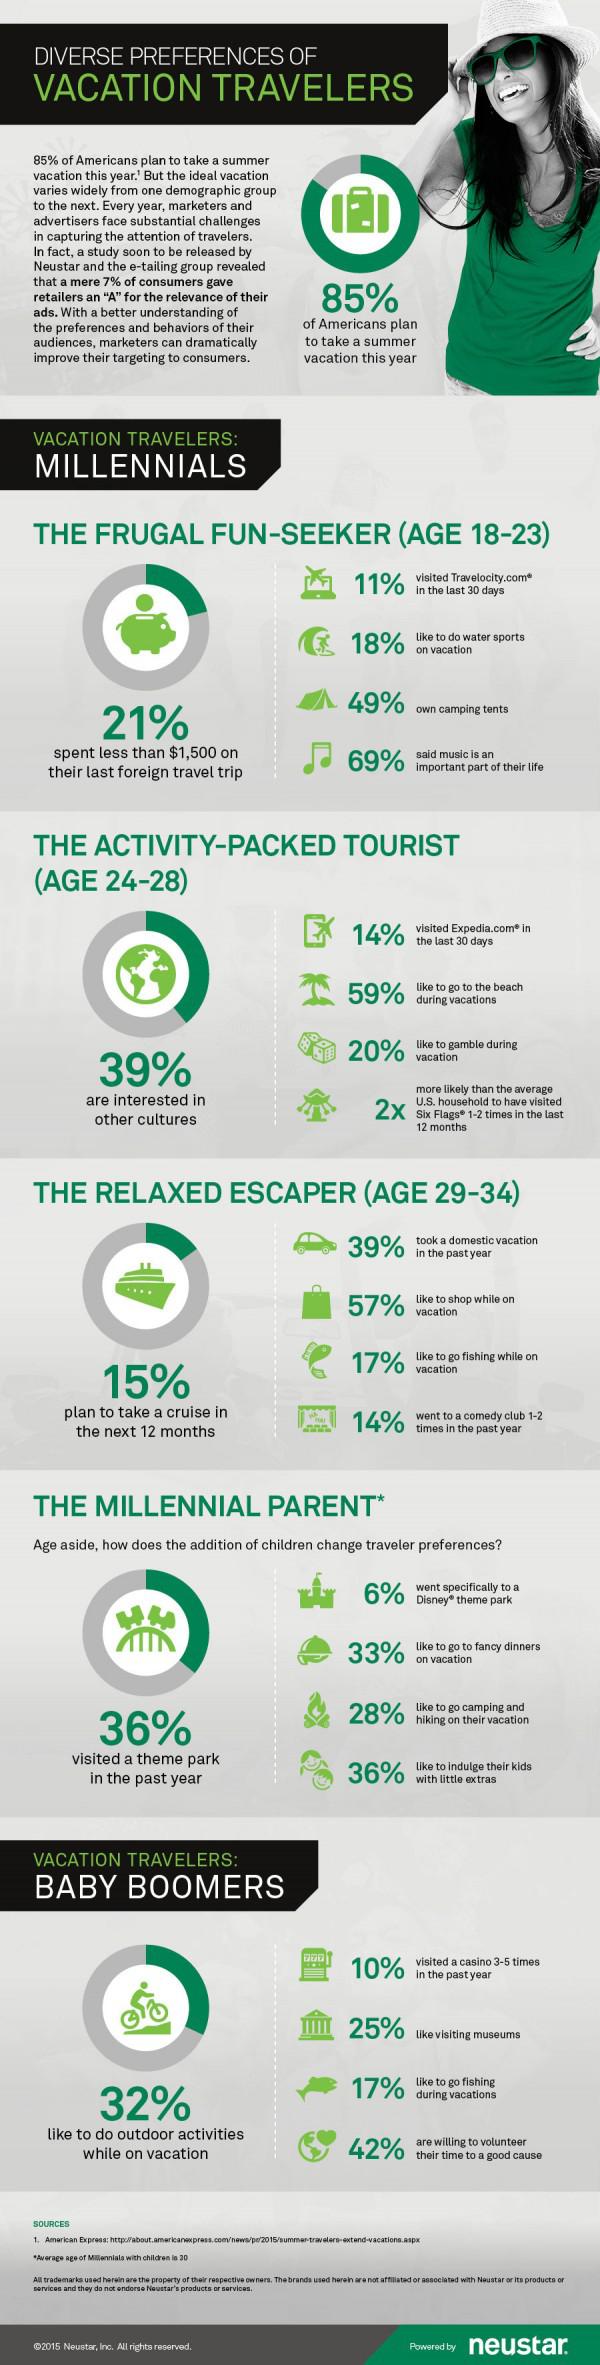 DIVERSE PREFERENCES OF
VACATION TRAVELERS
85% of Americans plan to take a summer
vacation this year.¹ But the ideal vacation
varies widely from one demographic group
to the next. Every year, marketers and
advertisers face substantial challenges
in capturing the attention of travelers.
In fact, a study soon to be released by
Neustar and the e-tailing group revealed
that a mere 7% of consumers gave
retailers an “A” for the relevance of their
ads. With a better understanding of
the preferences and behaviors of their
audiences, marketers can dramatically
improve their targeting to consumers.
85%
of Americans plan
to take a summer
vacation this year
VACATION TRAVELERS:
MILLENNIALS
THE FRUGAL FUN-SEEKER (AGE 18-23)
21%
spent less than $1,500 on
their last foreign travel trip
11%
visited Travelocity.com®
in the last 30 days
18%
like to do water sports
on vacation
49%
own camping tents
69%
said music is an
important part of their life
THE ACTIVITY-PACKED TOURIST
(AGE 24-28)
39%
are interested in
other cultures
14%
visited Expedia.com® in
the last 30 days
59%
like to go to the beach
during vacations
20%
like to gamble during
vacation
2x
more likely than the average
U.S. household to have visited
Six Flags® 1-2 times in the last
12 months
THE RELAXED ESCAPER (AGE 29-34)
15%
plan to take a cruise in
the next 12 months
39%
took a domestic vacation
in the past year
57%
like to shop while on
vacation
17%
like to go fishing while on
vacation
14%
went to a comedy club 1-2
times in the past year
THE MILLENNIAL PARENT*
Age aside, how does the addition of children change traveler preferences?
36%
visited a theme park
in the past year
6%
went specifically to a
Disney® theme park
33%
like to go to fancy dinners
on vacation
28%
like to go camping and
hiking on their vacation
36%
like to indulge their kids
with little extras
VACATION TRAVELERS:
BABY BOOMERS
32%
like to do outdoor activities
while on vacation
777
10%
visited a casino 3-5 times
in the past year
25%
like visiting museums
17%
like to go fishing
during vacations
42%
are willing to volunteer
their time to a good cause
SOURCES
1. American Express: http://about.americanexpress.com/news/pr/2015/summer-travelers-extend-vacations.aspx
*Average age of Millennials with children is 30
All trademarks used herein are the property of their respective owners. The brands used herein are not affiliated or associated with Neustar or its products or
services and they do not endorse Neustar's products or services.
©2015 Neustar, Inc. All rights reserved.
Powered by neustar.